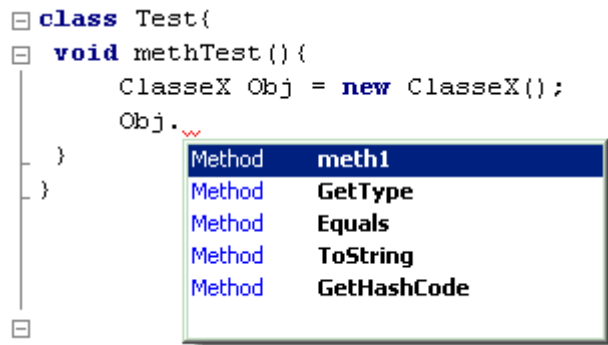 class Test{
void methTest(){
ClasseX Obj = new ClasseX();
Obj.
}
Method meth1
}
Method GetType
Method Equals
Method ToString
Method GetHashCode